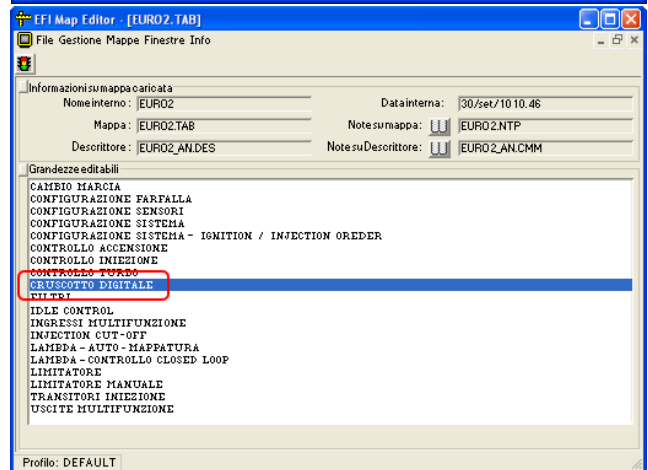 EFI Map Editor - [EURO2.TAB]
File Gestione Mappe Finestre Info
Informazioni su mappa caricata
Nome interno: EURO2 Data interna: 30/set/10 10.46
Mappa: EURO2.TAB Note su mappa: EURO2.NTP
Descrittore: EURO2_AN.DES Note su Descrittore: EURO2_AN.CMM
Grandezze editabili
CAMBIO MARCIA
CONFIGURAZIONE FARFALLA
CONFIGURAZIONE SENSORI
CONFIGURAZIONE SISTEMA
CONFIGURAZIONE SISTEMA - IGNITION / INJECTION OREDER
CONTROLLO ACCENSIONE
CONTROLLO INIEZIONE
CONTROLLO TURBO
CRUSCOTTO DIGITALE
FILTRI
IDLE CONTROL
INGRESSI MULTIFUNZIONE
INJECTION CUT-OFF
LAMBDA - AUTO - MAPPATURA
LAMBDA - CONTROLLO CLOSED LOOP
LIMITATORE
LIMITATORE MANUALE
TRANSITORI INIEZIONE
USCITE MULTIFUNZIONE
Profilo: DEFAULT